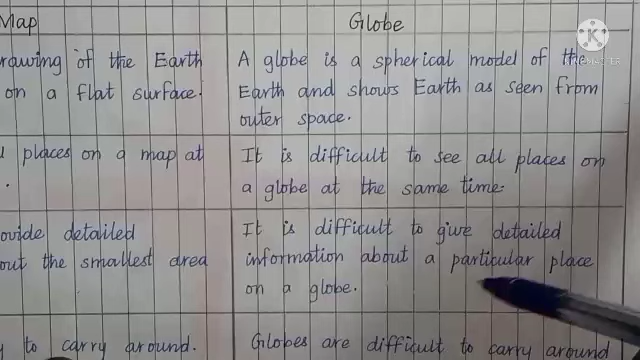 Map
Globe
rawing of the Earth
on a flat surface.
A globe is a spherical model of the
Earth and shows Earth as seen from
outer space.
places on a map at
It is difficult to see all places on
a globe at the same time.
ovide detailed
out the smallest area
It is difficult to give detailed
information about a particular place
on a globe.
y to carry around.
Globes are difficult to carry around